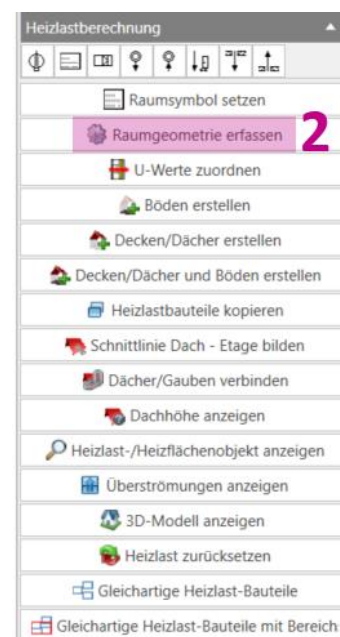 Heizlastberechnung
Raumsymbol setzen
Raumgeometrie erfassen 2
U-Werte zuordnen
Böden erstellen
Decken/Dächer erstellen
Decken/Dächer und Böden erstellen
Heizlastbauteile kopieren
Schnittlinie Dach - Etage bilden
Dächer/Gauben verbinden
Dachhöhe anzeigen
Heizlast-/Heizflächenobjekt anzeigen
Überströmungen anzeigen
3D-Modell anzeigen
Heizlast zurücksetzen
Gleichartige Heizlast-Bauteile
Gleichartige Heizlast-Bauteile mit Bereich